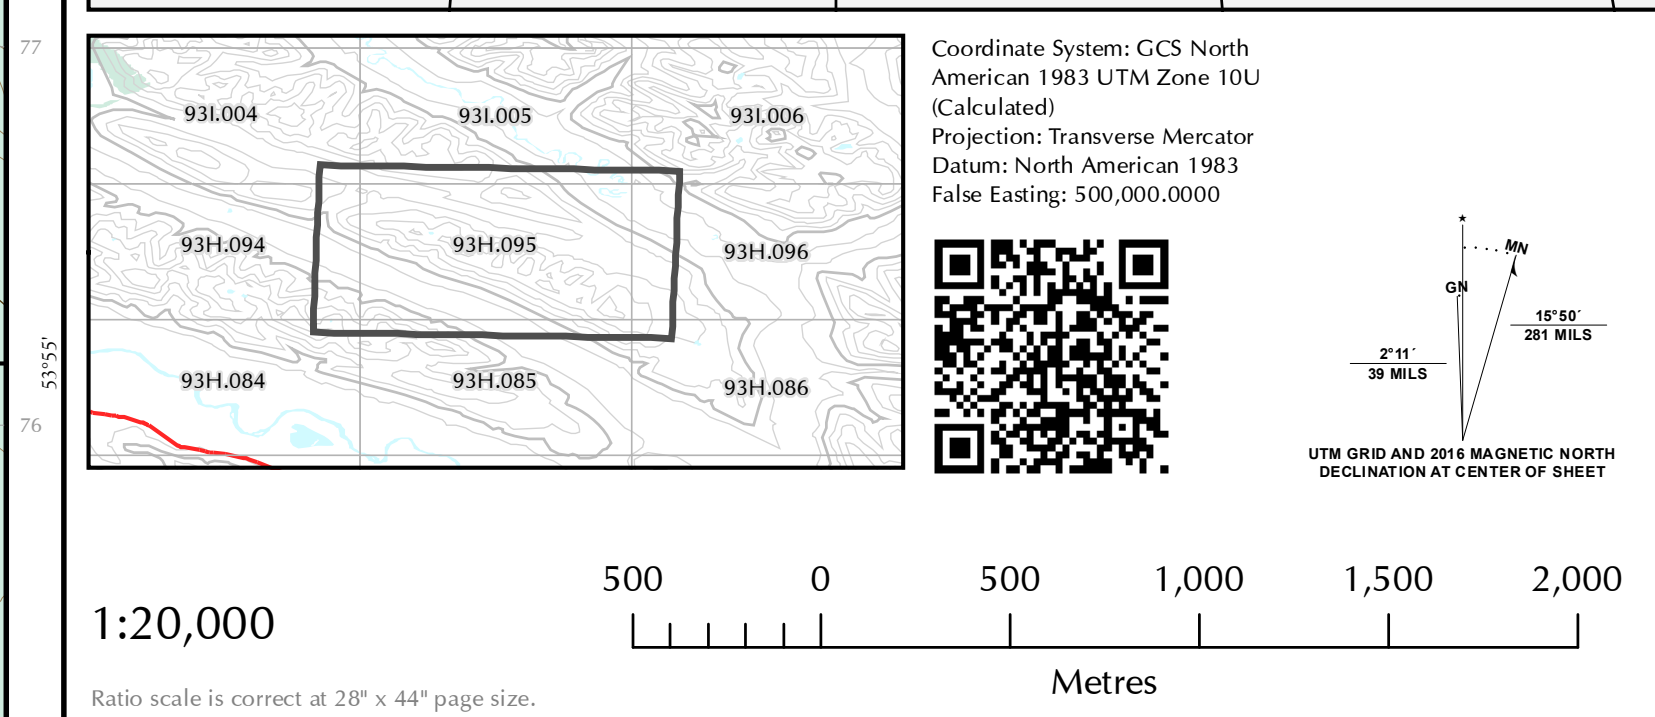 77
93I.004
93I.005
93I.006
93H.094
93H.095
93H.096
93H.084
93H.085
93H.086
53°55'
76
Coordinate System: GCS North
American 1983 UTM Zone 10U
(Calculated)
Projection: Transverse Mercator
Datum: North American 1983
False Easting: 500,000.0000
MN
GN
15°50´
281 MILS
2°11´
39 MILS
UTM GRID AND 2016 MAGNETIC NORTH
DECLINATION AT CENTER OF SHEET
1:20,000
500 0 500 1,000 1,500 2,000
Metres
Ratio scale is correct at 28" x 44" page size.